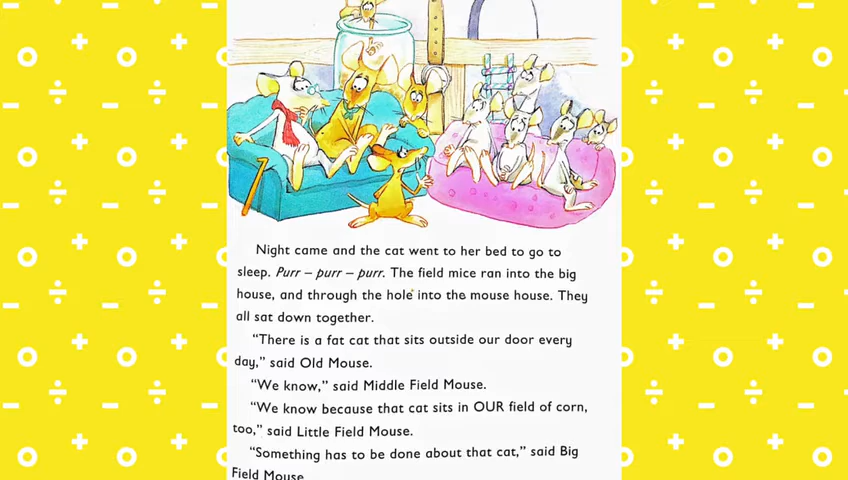 Night came and the cat went to her bed to go to
sleep. Purr – purr – purr. The field mice ran into the big
house, and through the hole into the mouse house. They
all sat down together.
“There is a fat cat that sits outside our door every
day,” said Old Mouse.
“We know,” said Middle Field Mouse.
“We know because that cat sits in OUR field of corn,
too,” said Little Field Mouse.
“Something has to be done about that cat,” said Big
Field Mouse